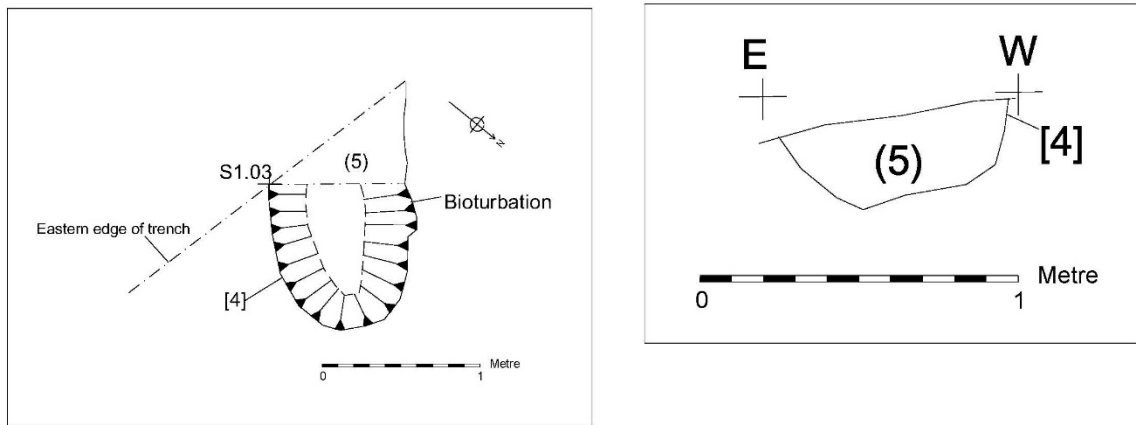 (5)
N
S1.03
Bioturbation
Eastern edge of trench
[4]
Metre
0 1
E W
[4]
(5)
Metre
0 1